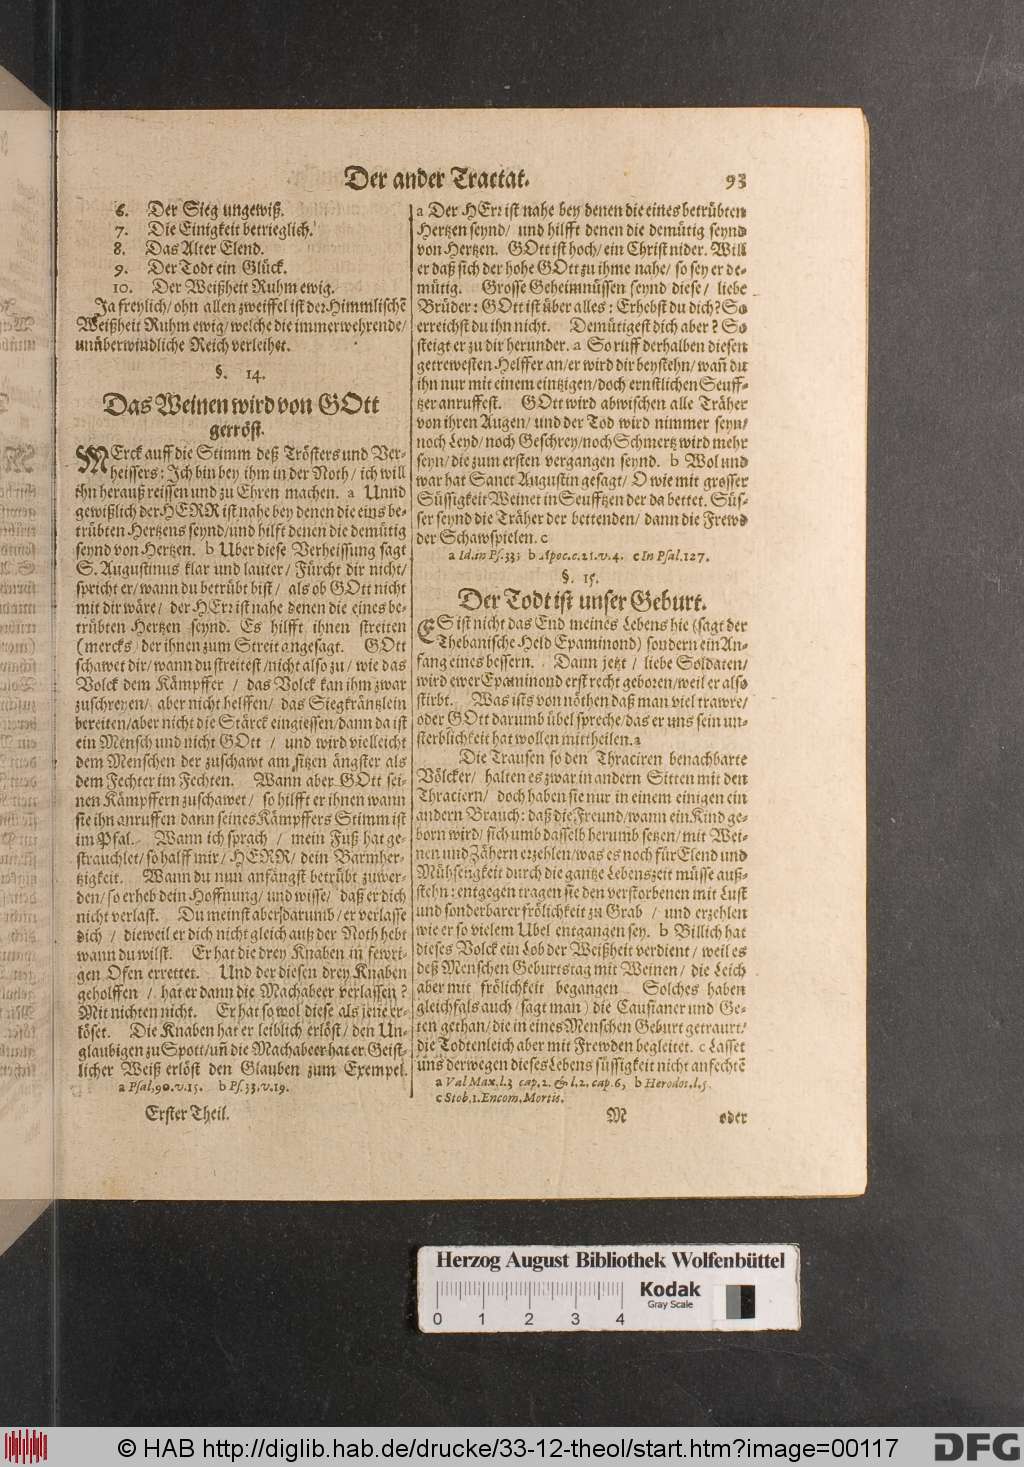 Der ander Tractat.
93
6. Der Sieg ungewiß.
7. Die Einigkeit betrieglich.
8. Das Alter Elend.
9. Der Todt ein Glück.
10. Der Weißheit Ruhm ewig.
Ja freylich/ ohn allen zweiffel ist der Himmlischē
Weißheit Ruhm ewig/ welche die immerwehrende/
unüberwindliche Reich verleihet.
§. 14.
Das Weinen wird von GOtt
getröst.
MErck auff die Stimm deß Trösters und Ver-
heissers: Ich bin bey ihm in der Noth/ ich will
ihn herauß reissen und zu Ehren machen. a Unnd
gewißlich der HERR ist nahe bey denen die eins be-
trübten Hertzens seynd/ und hilft denen die demütig
seynd von Hertzen. b Uber diese Verheissung sagt
S. Augustinus klar und lauter/ Fürcht dir nicht/
spricht er/ wann du betrübt bist/ als ob GOtt nicht
mit dir wäre/ der HErr ist nahe denen die eines be-
trübten Hertzen seynd. Es hilfft ihnen streiten
(mercks) der ihnen zum Streit angesagt. GOtt
schawet dir/ wann du streitest/ nicht also zu/ wie das
Volck dem Kämpffer / das Volck kan ihm zwar
zuschreyen/ aber nicht helffen/ das Siegkräntzlein
bereiten/ aber nicht die Stärck eingiessen/ dann da ist
ein Mensch und nicht GOtt / und wird vielleicht
dem Menschen der zuschawt am sitzen ängster als
dem Fechter im Fechten. Wann aber GOtt sei-
nen Kämpffern zuschawet/ so hilfft er ihnen wann
sie ihn anruffen dann seines Kämpffers Stimm ist
im Psal. Wann ich sprach / mein Fuß hat ge-
strauchlet/ so halff mir/ HERR/ dein Barmher-
tzigkeit. Wann du nun anfängst betrübt zuwer-
den/ so erheb dein Hoffnung/ und wisse/ daß er dich
nicht verlast. Du meinst aber/ darumb/ er verlasse
dich / dieweil er dich nicht gleich auß der Noth hebt
wann du wilst. Er hat die drey Knaben in fewri-
gen Ofen errettet. Und der diesen drey Knaben
geholffen / hat er dann die Machabeer verlassen?
Mit nichten nicht. Er hat so wol diese als jene er-
löset. Die Knaben hat er leiblich erlöst/ den Un-
glaubigen zu Spott/ un̄ die Machabeer hat er Geist-
licher Weiß erlöst den Glauben zum Exempel.
a Psal. 90. v. 15. b Ps. 33. v. 19.
Erster Theil.
a Der HErr ist nahe bey denen die eines betrübten
Hertzen seynd/ und hilfft denen die demütig seynd
von Hertzen. GOtt ist hoch/ ein Christ nider. Will
er daß sich der hohe GOtt zu ihme nahe/ so sey er de-
mütig. Grosse Geheimnüssen seynd diese/ liebe
Brüder: GOtt ist über alles: Erhebst du dich? So
erreichst du ihn nicht. Demütigest dich aber? So
steigt er zu dir herunder. a So ruff derhalben diesen
getrewesten Helffer an/ er wird dir beystehn/ wan̄ du
ihn nur mit einem eintzigen/ doch ernstlichen Seuff-
tzer anruffest. GOtt wird abwischen alle Träher
von ihren Augen/ und der Tod wird nimmer seyn/
noch Leyd/ noch Geschrey/ noch Schmertz wird mehr
seyn/ die zum ersten vergangen seynd. b Wol und
war hat Sanct Augustin gesagt/ O wie mit grosser
Süssigkeit Weinet in Seufftzen der da bettet. Süs-
ser seynd die Träher der bettenden/ dann die Frewd
der Schawspielen. c
a Id. in Ps. 33; b Apoc. c. 21. v. 4. c In Psal. 127.
§. 15.
Der Todt ist unser Geburt.
ES ist nicht das End meines Lebens hie (sagt der
Thebanische Held Epaminond) sondern ein An-
fang eines bessern. Dann jetzt / liebe Soldaten/
wird ewer Epaminond erst recht geboren/ weil er also
stirbt. Was ists von nöthen daß man viel trawre/
oder GOtt darumb übel spreche/ das er uns sein un-
sterblichkeit hat wollen mittheilen. a
Die Trausen so den Thraciren benachbarte
Völcker/ halten es zwar in andern Sitten mit den
Thraciern/ doch haben sie nur in einem einigen ein
andern Brauch: daß die Freund/ wann ein Kind ge-
born wird/ sich umb dasselb herumb setzen/ mit Wei-
nen und Zähern erzehlen/ was es noch für Elend und
Mühseligkeit durch die gantze Lebenszeit müsse auß-
stehn: entgegen tragen sie den verstorbenen mit Lust
und sonderbarer frölichkeit zu Grab / und erzehlen
wie er so vielem Ubel entgangen sey. b Billich hat
dieses Volck ein Lob der Weißheit verdient/ weil es
deß Menschen Geburtstag mit Weinen/ die Leich
aber mit frölichkeit begangen. Solches haben
gleichfals auch (sagt man) die Causianer und Ge-
ten gethan/ die in eines Menschen Geburt getraurt/
die Todtenleich aber mit Frewden begleitet. c Lasset
uns derwegen dieses Lebens süssigkeit nicht anfechtē
a Val Max. l. 3 cap. 2. & l. 2. cap. 6, b Herodot. l. 5.
c Stob. 1. Encom. Mortis.
M
oder
Herzog August Bibliothek Wolfenbüttel
Kodak
Gray Scale
0 1 2 3 4
© HAB http://diglib.hab.de/drucke/33-12-theol/start.htm?image=00117
DFG